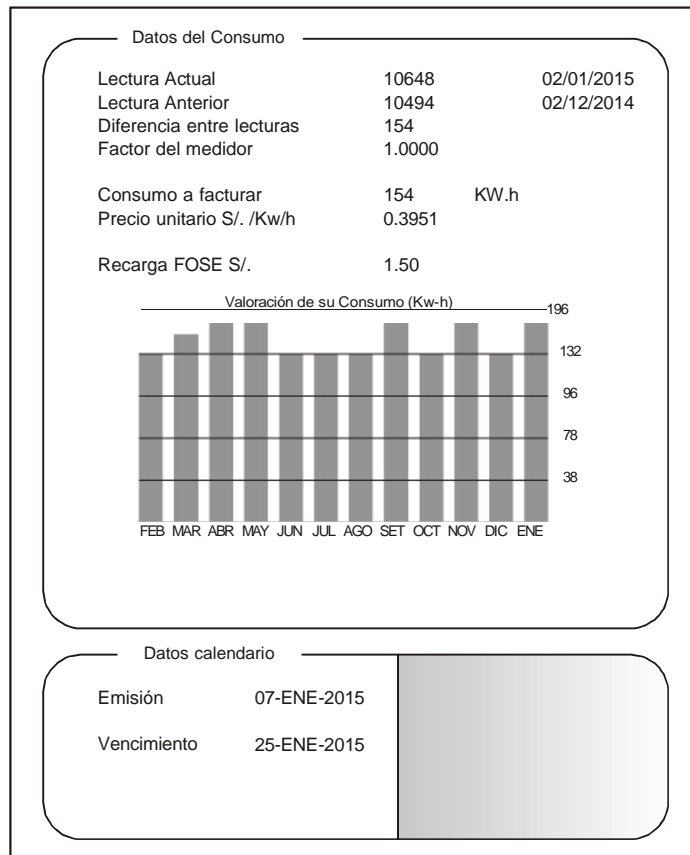 Datos del Consumo
Lectura Actual 10648 02/01/2015
Lectura Anterior 10494 02/12/2014
Diferencia entre lecturas 154
Factor del medidor 1.0000
Consumo a facturar 154 KW.h
Precio unitario S/. /Kw/h 0.3951
Recarga FOSE S/. 1.50
Valoración de su Consumo (Kw-h)
196
132
96
78
38
FEB MAR ABR MAY JUN JUL AGO SET OCT NOV DIC ENE
Datos calendario
Emisión 07-ENE-2015
Vencimiento 25-ENE-2015